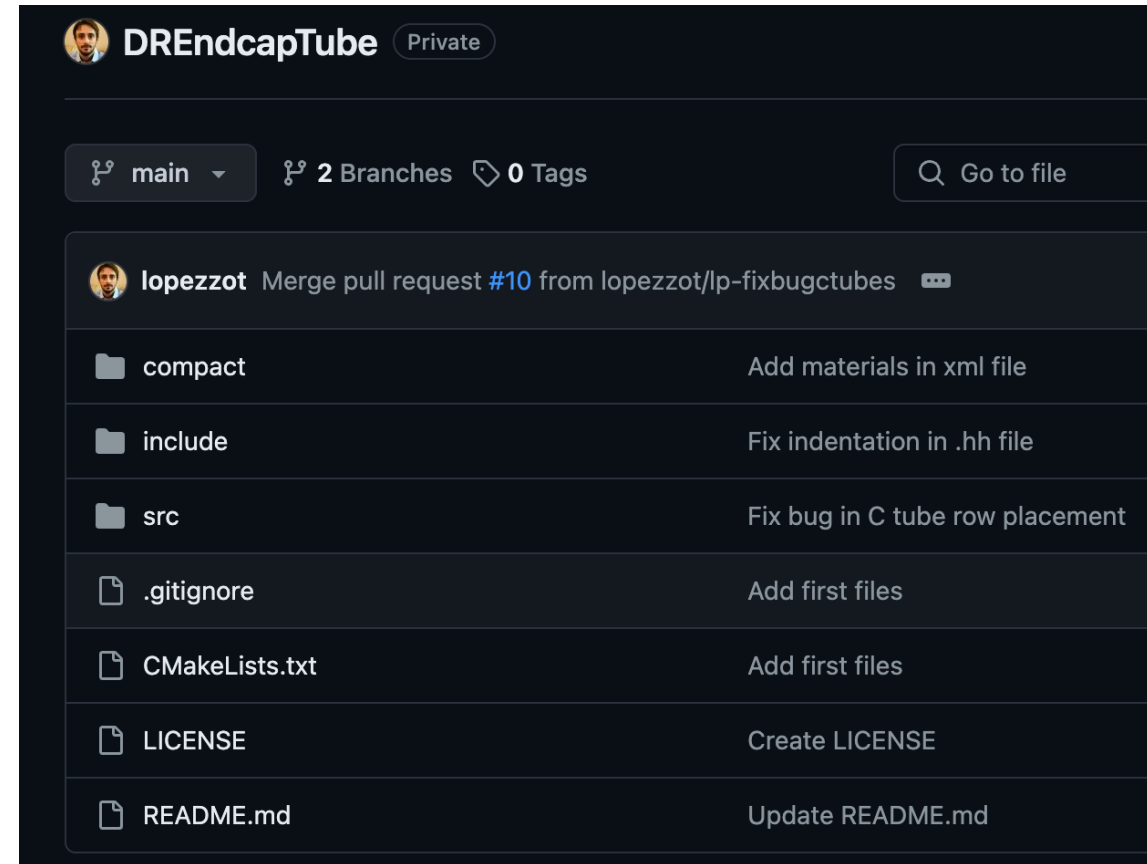 DREndcapTube Private
main 2 Branches 0 Tags Go to file
lopezzot Merge pull request #10 from lopezzot/lp-fixbugctubes
compact Add materials in xml file
include Fix indentation in .hh file
src Fix bug in C tube row placement
.gitignore Add first files
CMakeLists.txt Add first files
LICENSE Create LICENSE
README.md Update README.md